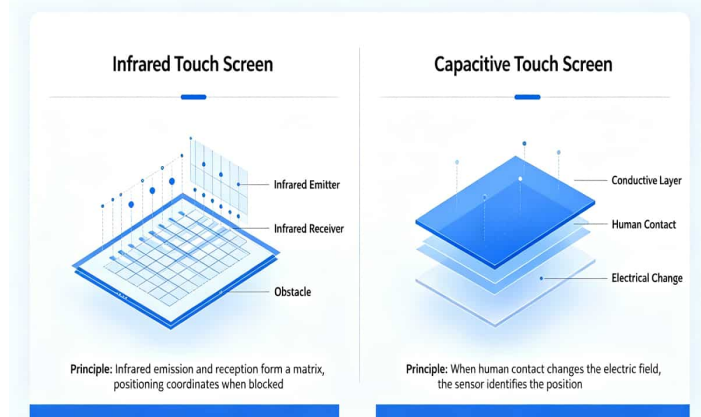 Infrared Touch Screen
Infrared Emitter
Infrared Receiver
Obstacle
Principle: Infrared emission and reception form a matrix,
positioning coordinates when blocked
Capacitive Touch Screen
Conductive Layer
Human Contact
Electrical Change
Principle: When human contact changes the electric field,
the sensor identifies the position